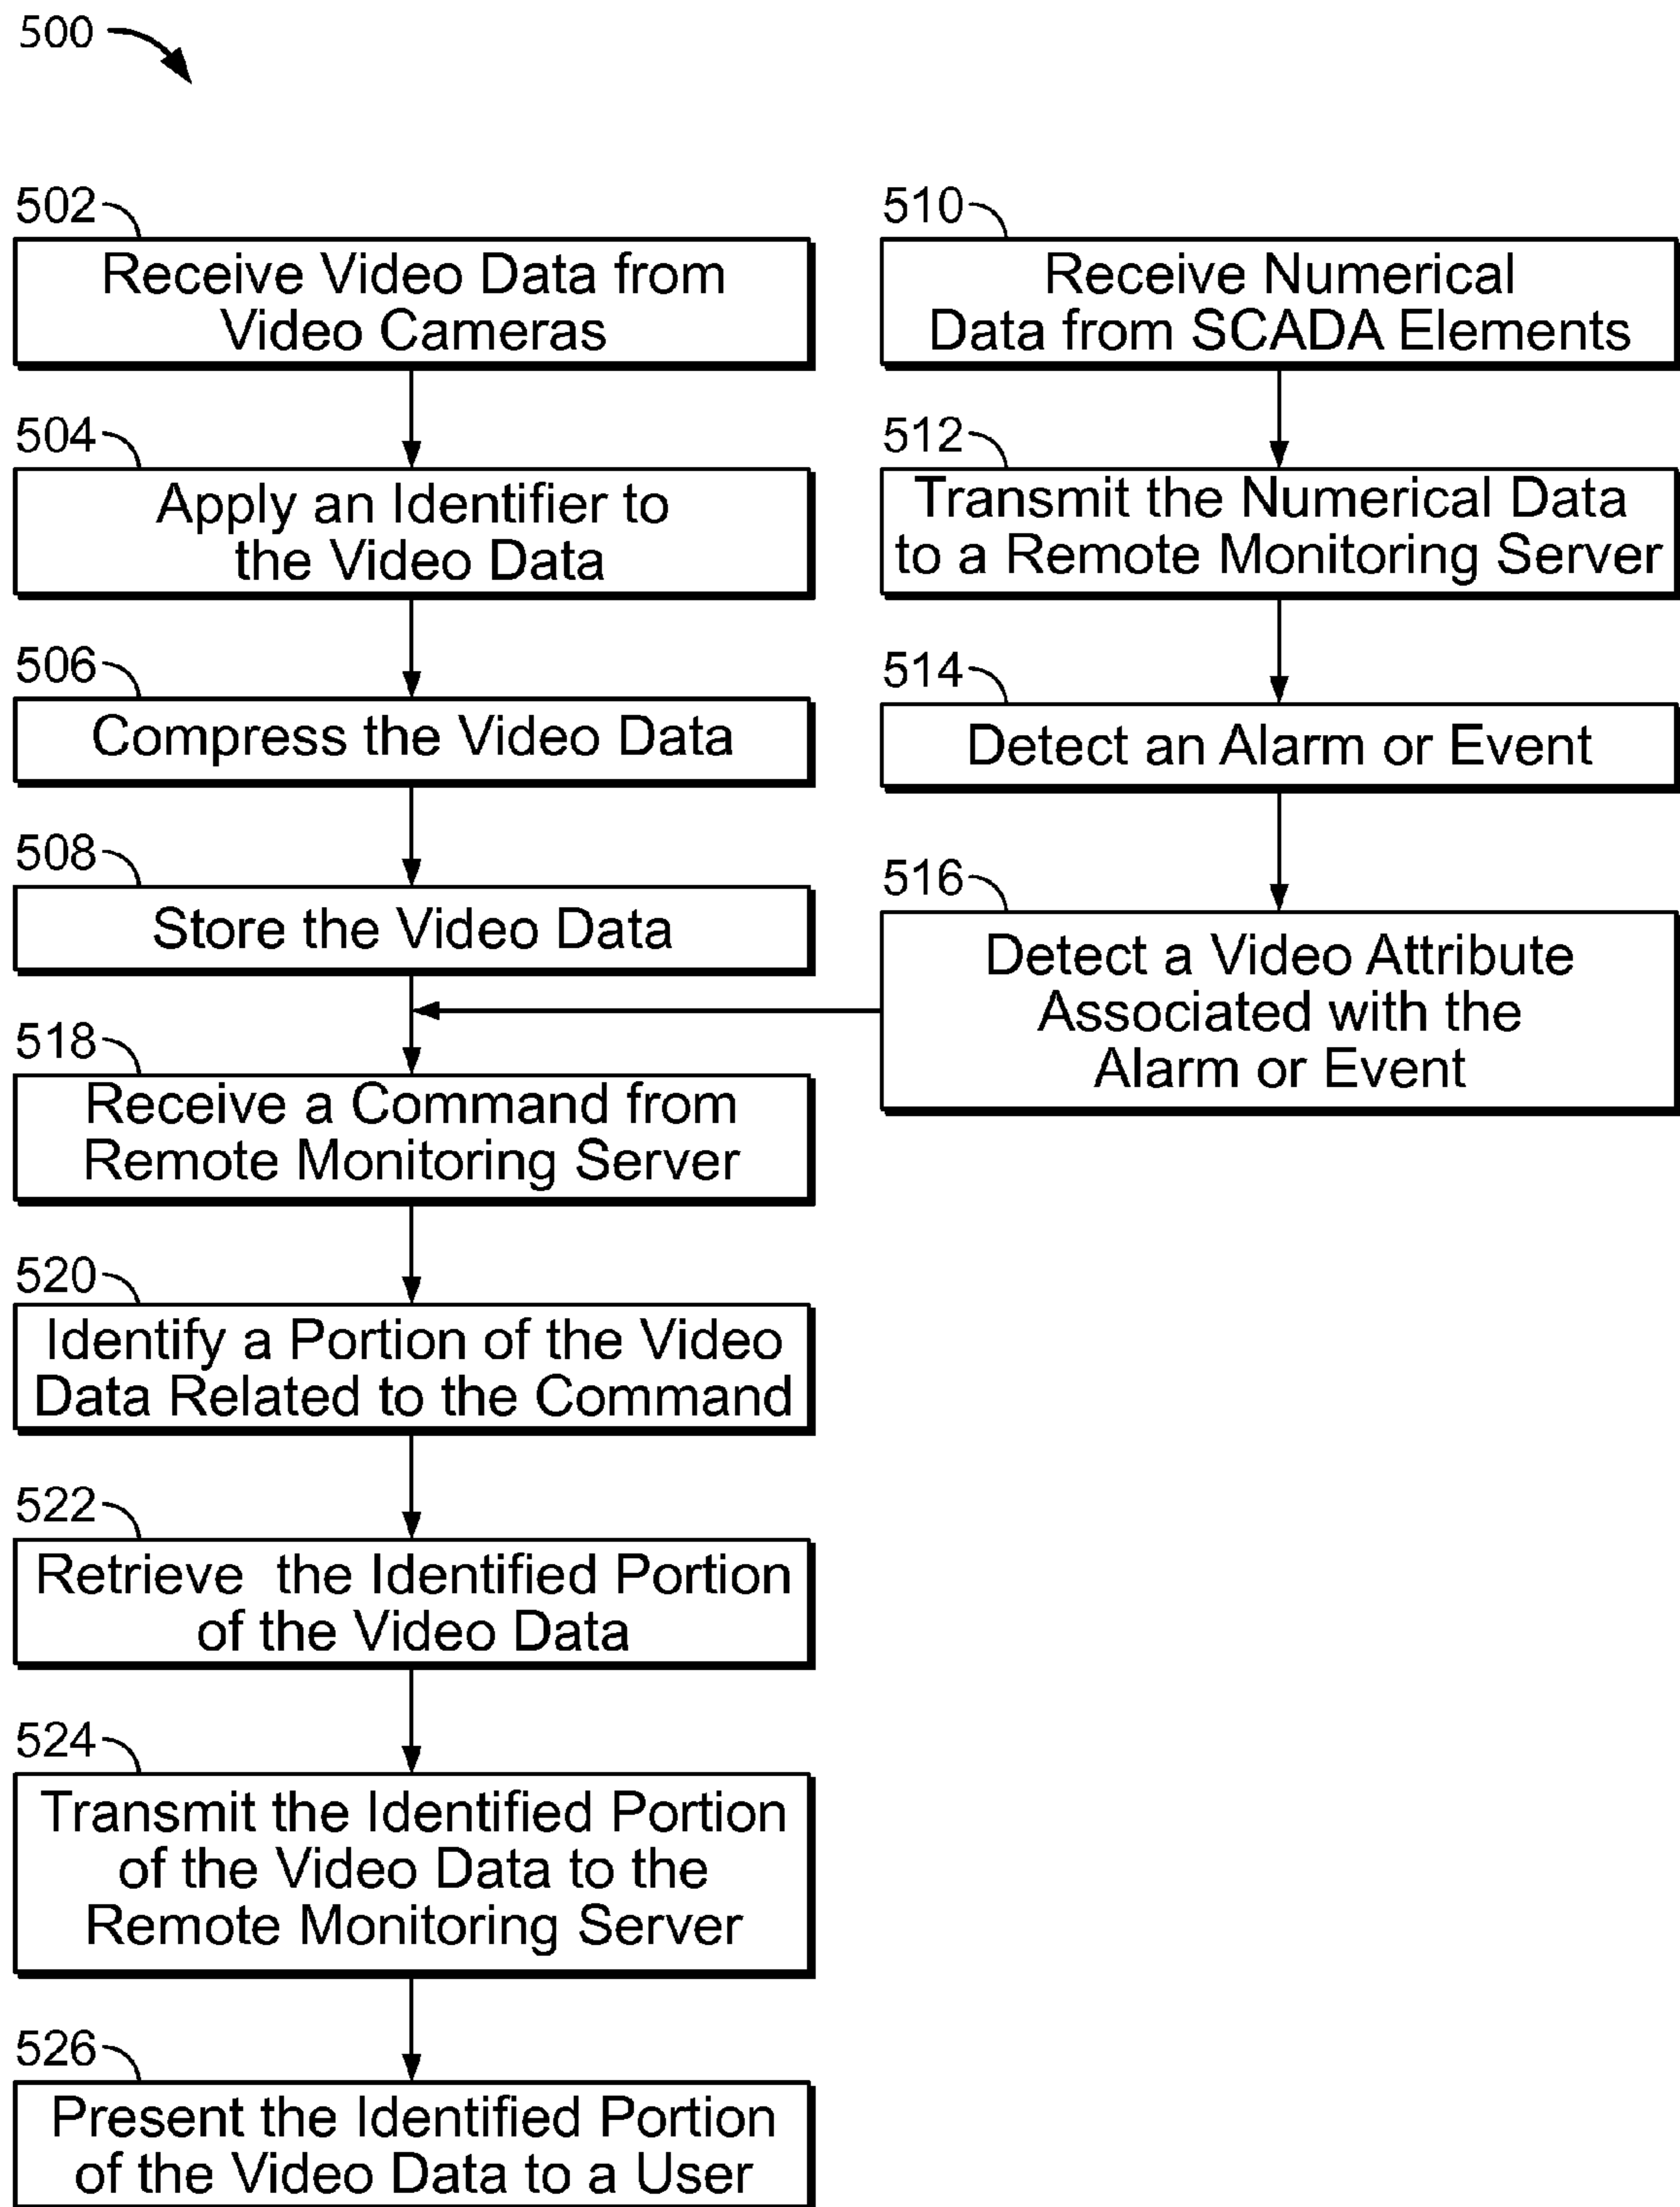 500
502
Receive Video Data from
Video Cameras
504
Apply an Identifier to
the Video Data
506
Compress the Video Data
508
Store the Video Data
510
Receive Numerical
Data from SCADA Elements
512
Transmit the Numerical Data
to a Remote Monitoring Server
514
Detect an Alarm or Event
516
Detect a Video Attribute
Associated with the
Alarm or Event
518
Receive a Command from
Remote Monitoring Server
520
Identify a Portion of the Video
Data Related to the Command
522
Retrieve the Identified Portion
of the Video Data
524
Transmit the Identified Portion
of the Video Data to the
Remote Monitoring Server
526
Present the Identified Portion
of the Video Data to a User